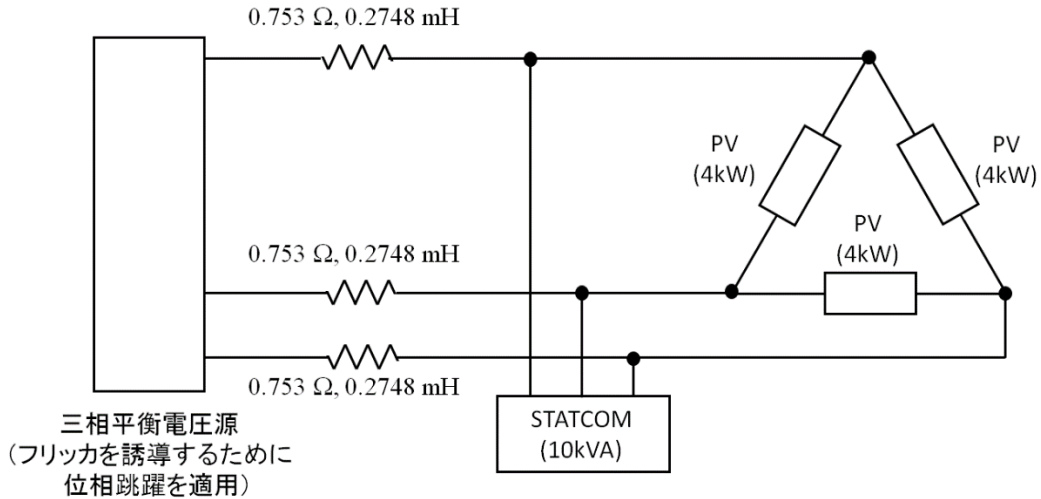 0.753 Ω, 0.2748 mH
PV
(4kW)
PV
(4kW)
PV
(4kW)
0.753 Ω, 0.2748 mH
0.753 Ω, 0.2748 mH
STATCOM
(10kVA)
三相平衡電圧源
(フリッカを誘導するために
位相跳躍を適用)